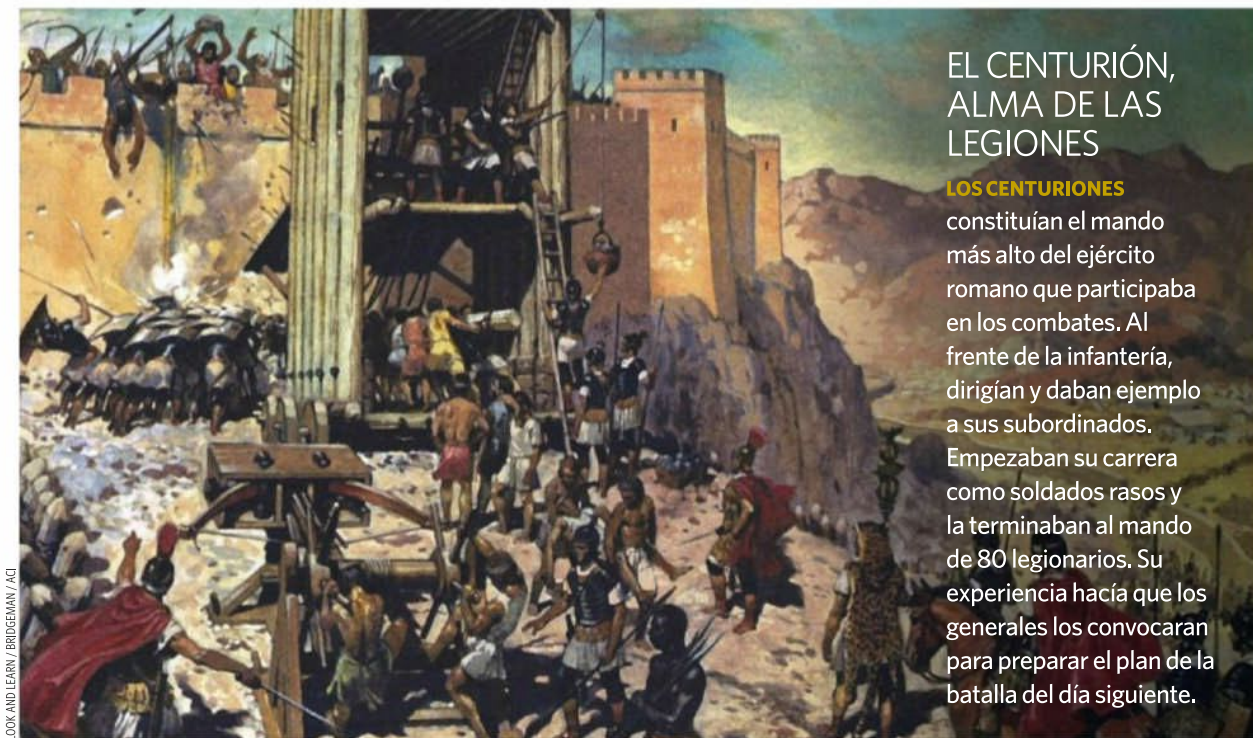 EL CENTURIÓN,
ALMA DE LAS
LEGIONES
LOS CENTURIONES
constituían el mando
más alto del ejército
romano que participaba
en los combates. Al
frente de la infantería,
dirigían y daban ejemplo
a sus subordinados.
Empezaban su carrera
como soldados rasos y
la terminaban al mando
de 80 legionarios. Su
experiencia hacía que los
generales los convocaran
para preparar el plan de la
batalla del día siguiente.
LOOK AND LEARN / BRIDGEMAN / ACI